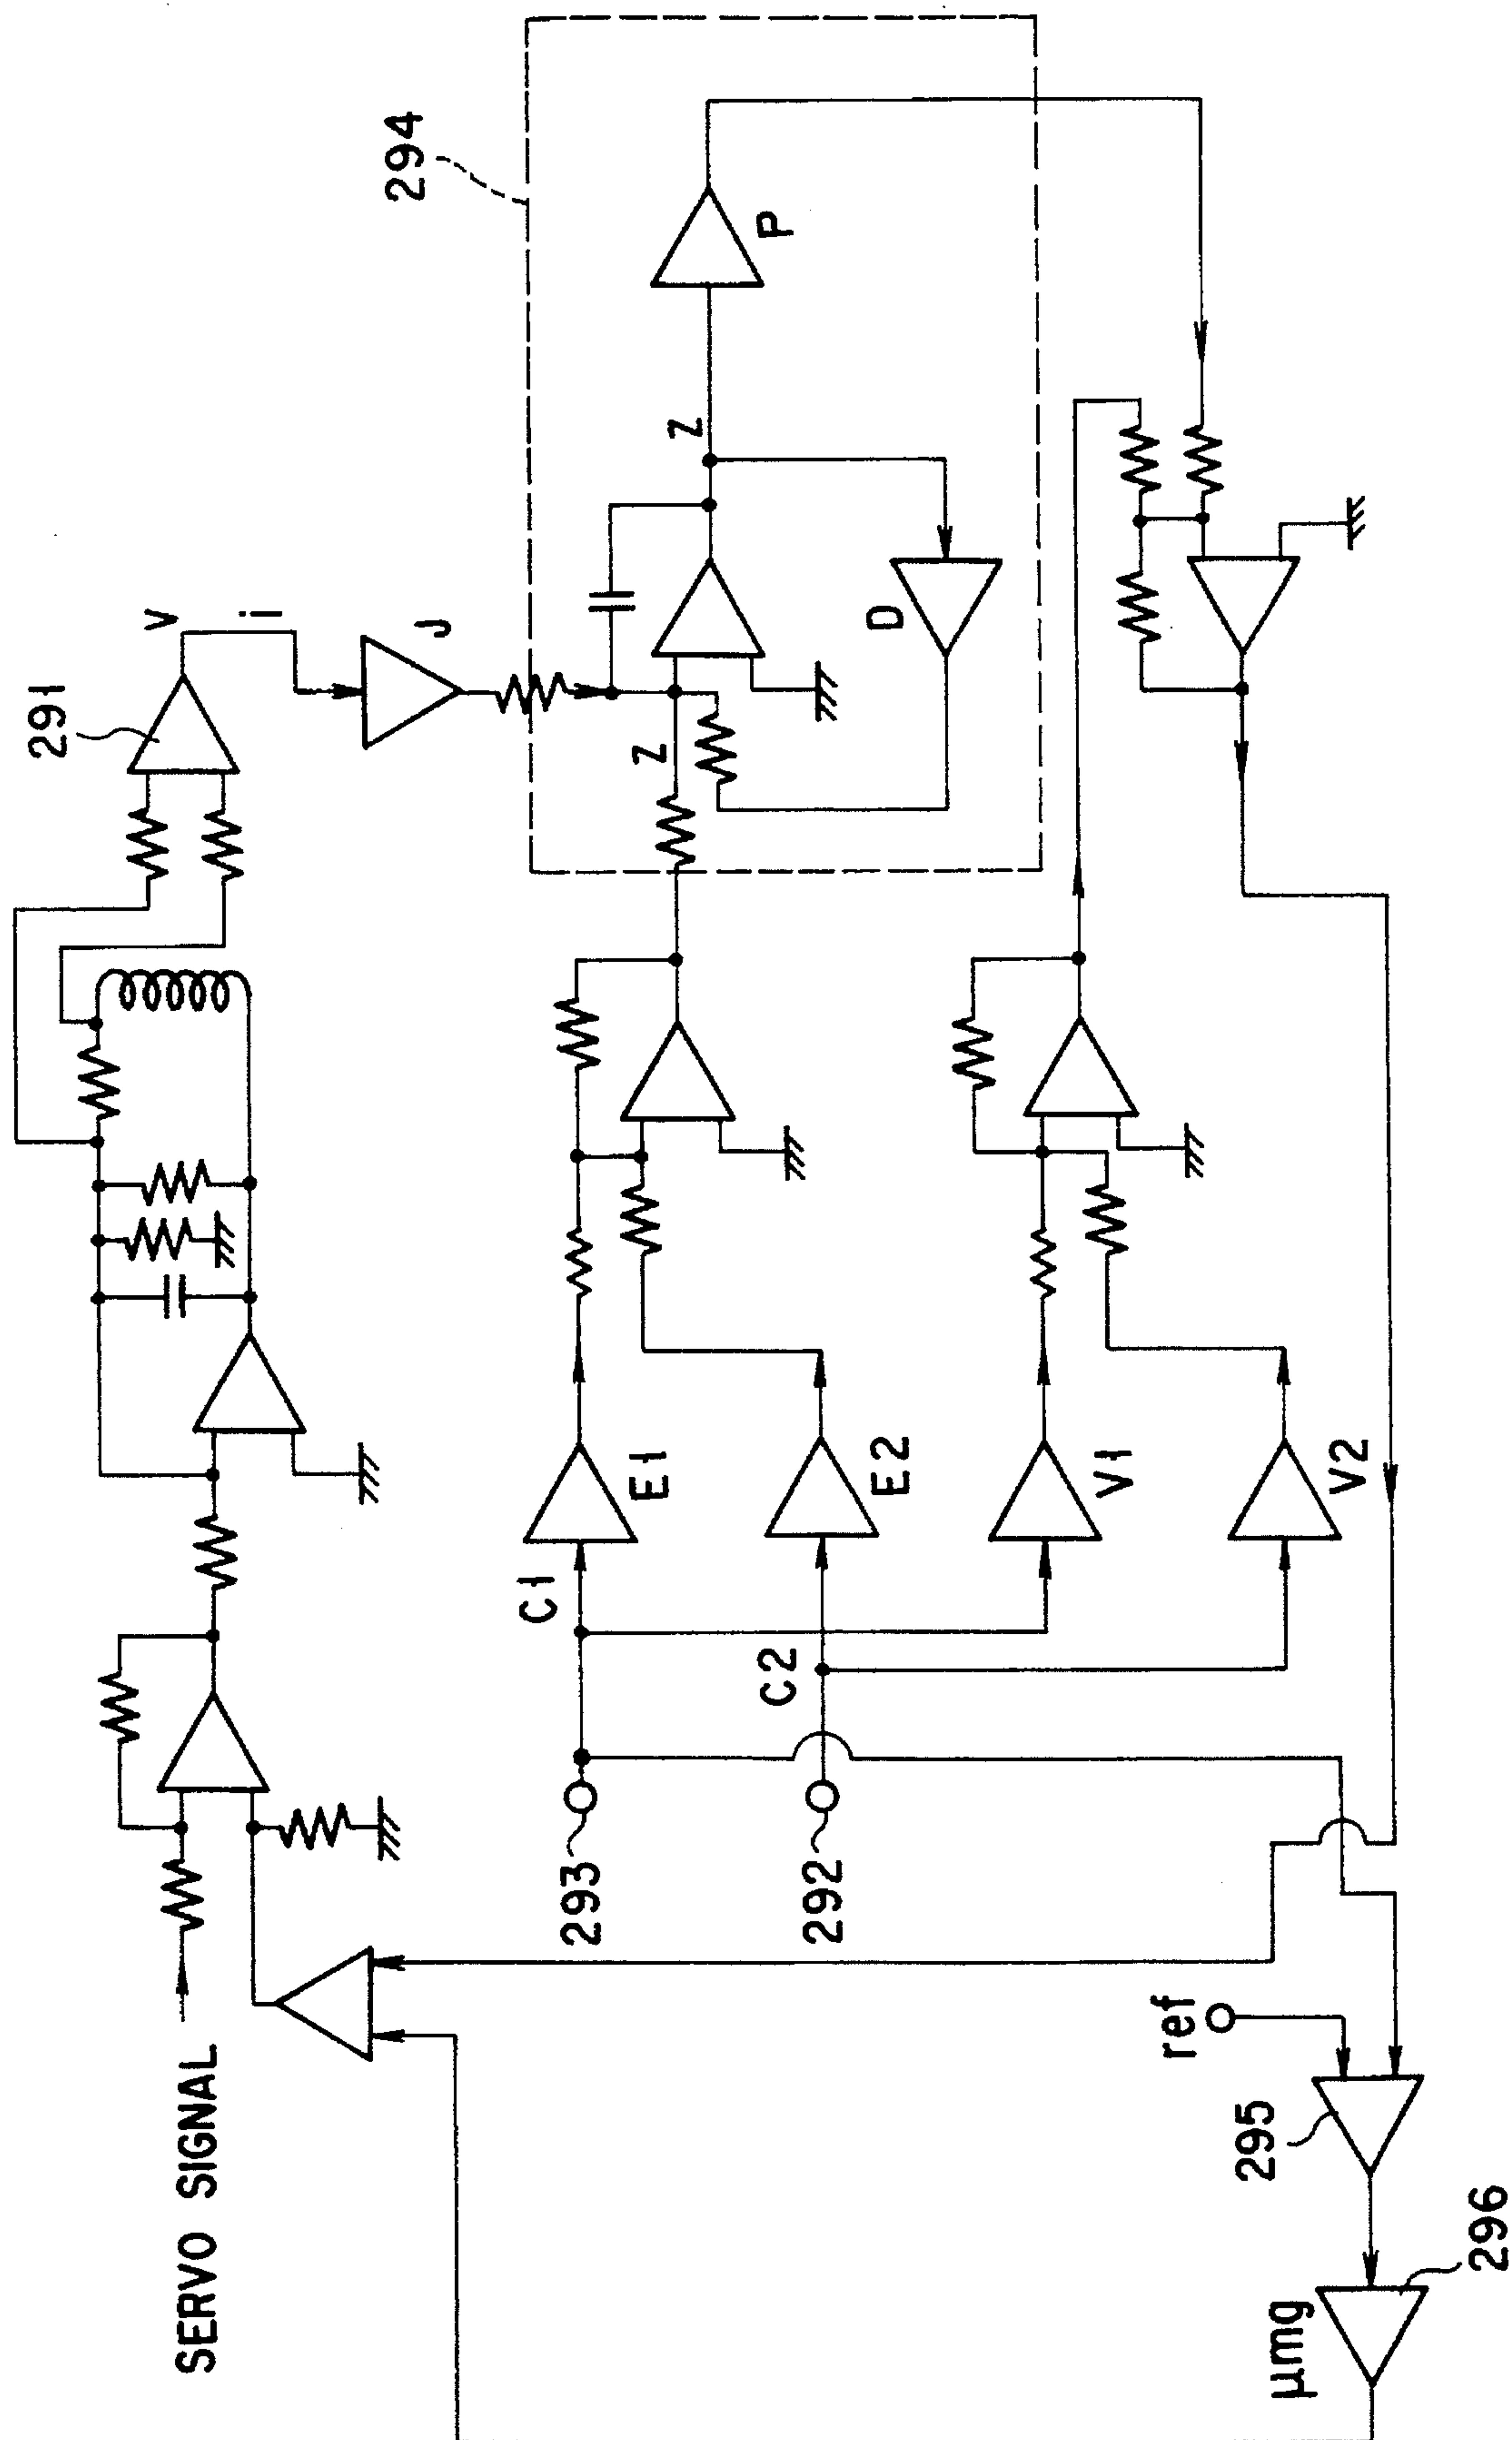 SERVO SIGNAL
291
V
i
J
294
Z
Z
P
D
293
C1
E1
292
C2
E2
V1
V2
ref
295
μmg
296